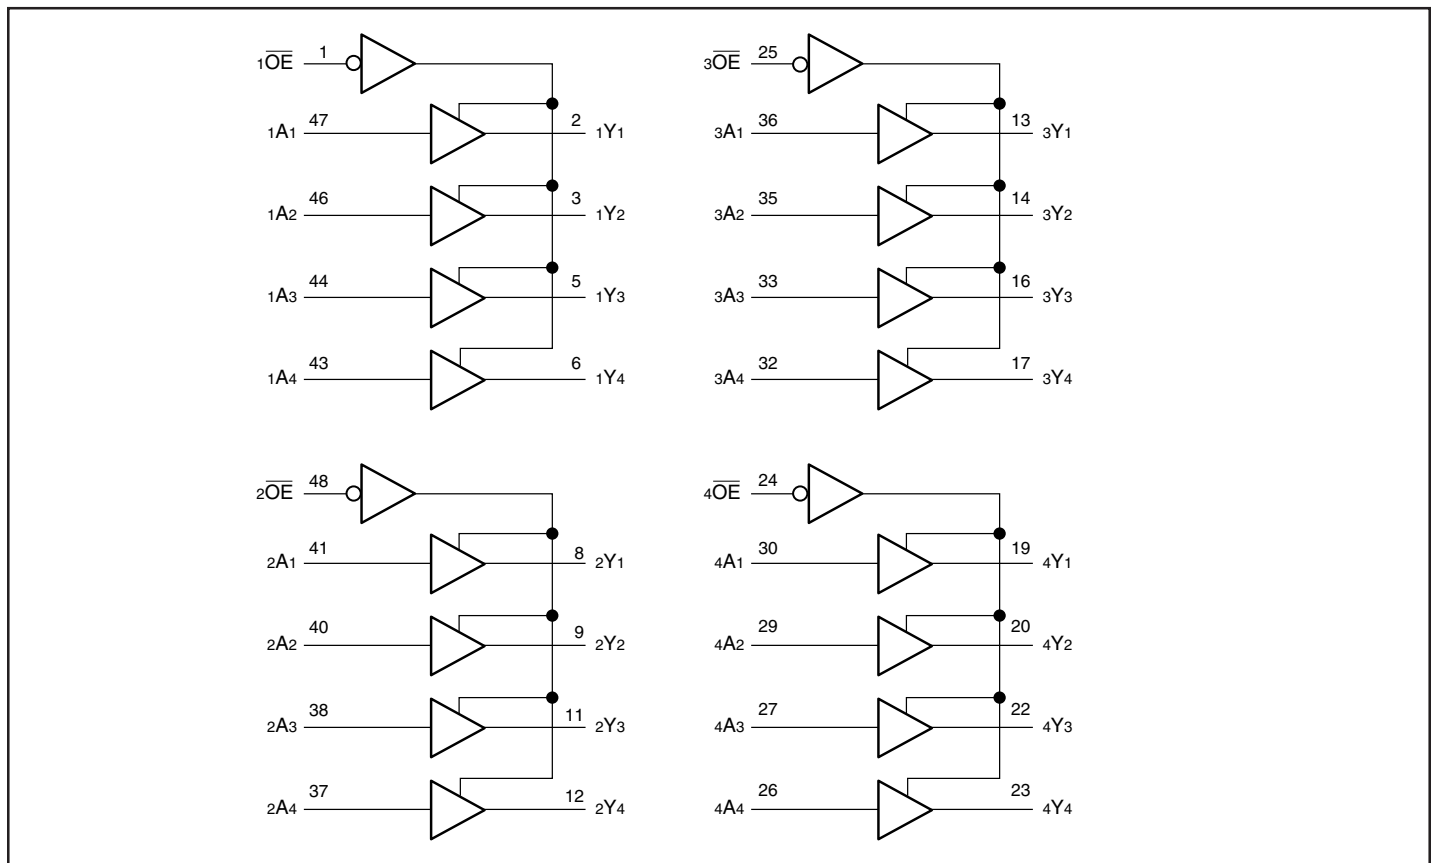 1OE 1
1A1 47 2 1Y1
1A2 46 3 1Y2
1A3 44 5 1Y3
1A4 43 6 1Y4
3OE 25
3A1 36 13 3Y1
3A2 35 14 3Y2
3A3 33 16 3Y3
3A4 32 17 3Y4
2OE 48
2A1 41 8 2Y1
2A2 40 9 2Y2
2A3 38 11 2Y3
2A4 37 12 2Y4
4OE 24
4A1 30 19 4Y1
4A2 29 20 4Y2
4A3 27 22 4Y3
4A4 26 23 4Y4